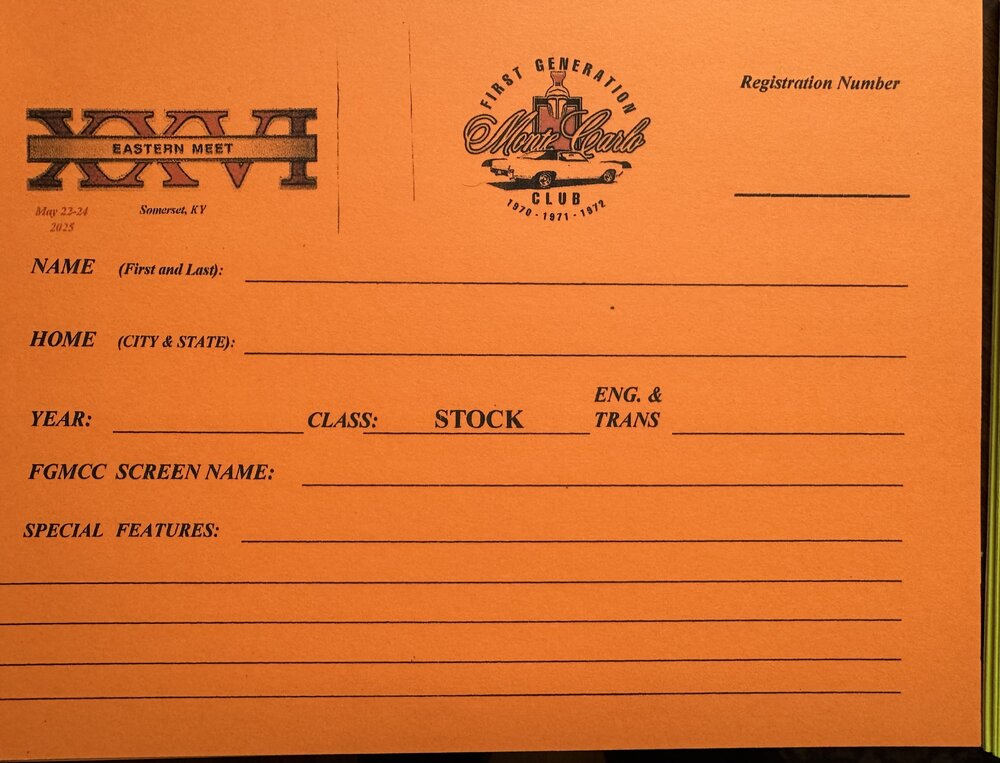 XXVI
EASTERN MEET
May 22-24
2025
Somerset, KY
FIRST GENERATION
Monte Carlo
CLUB
1970 - 1971 - 1972
Registration Number
NAME (First and Last):
HOME (CITY & STATE):
YEAR: CLASS: STOCK ENG. & TRANS
FGMCC SCREEN NAME:
SPECIAL FEATURES: